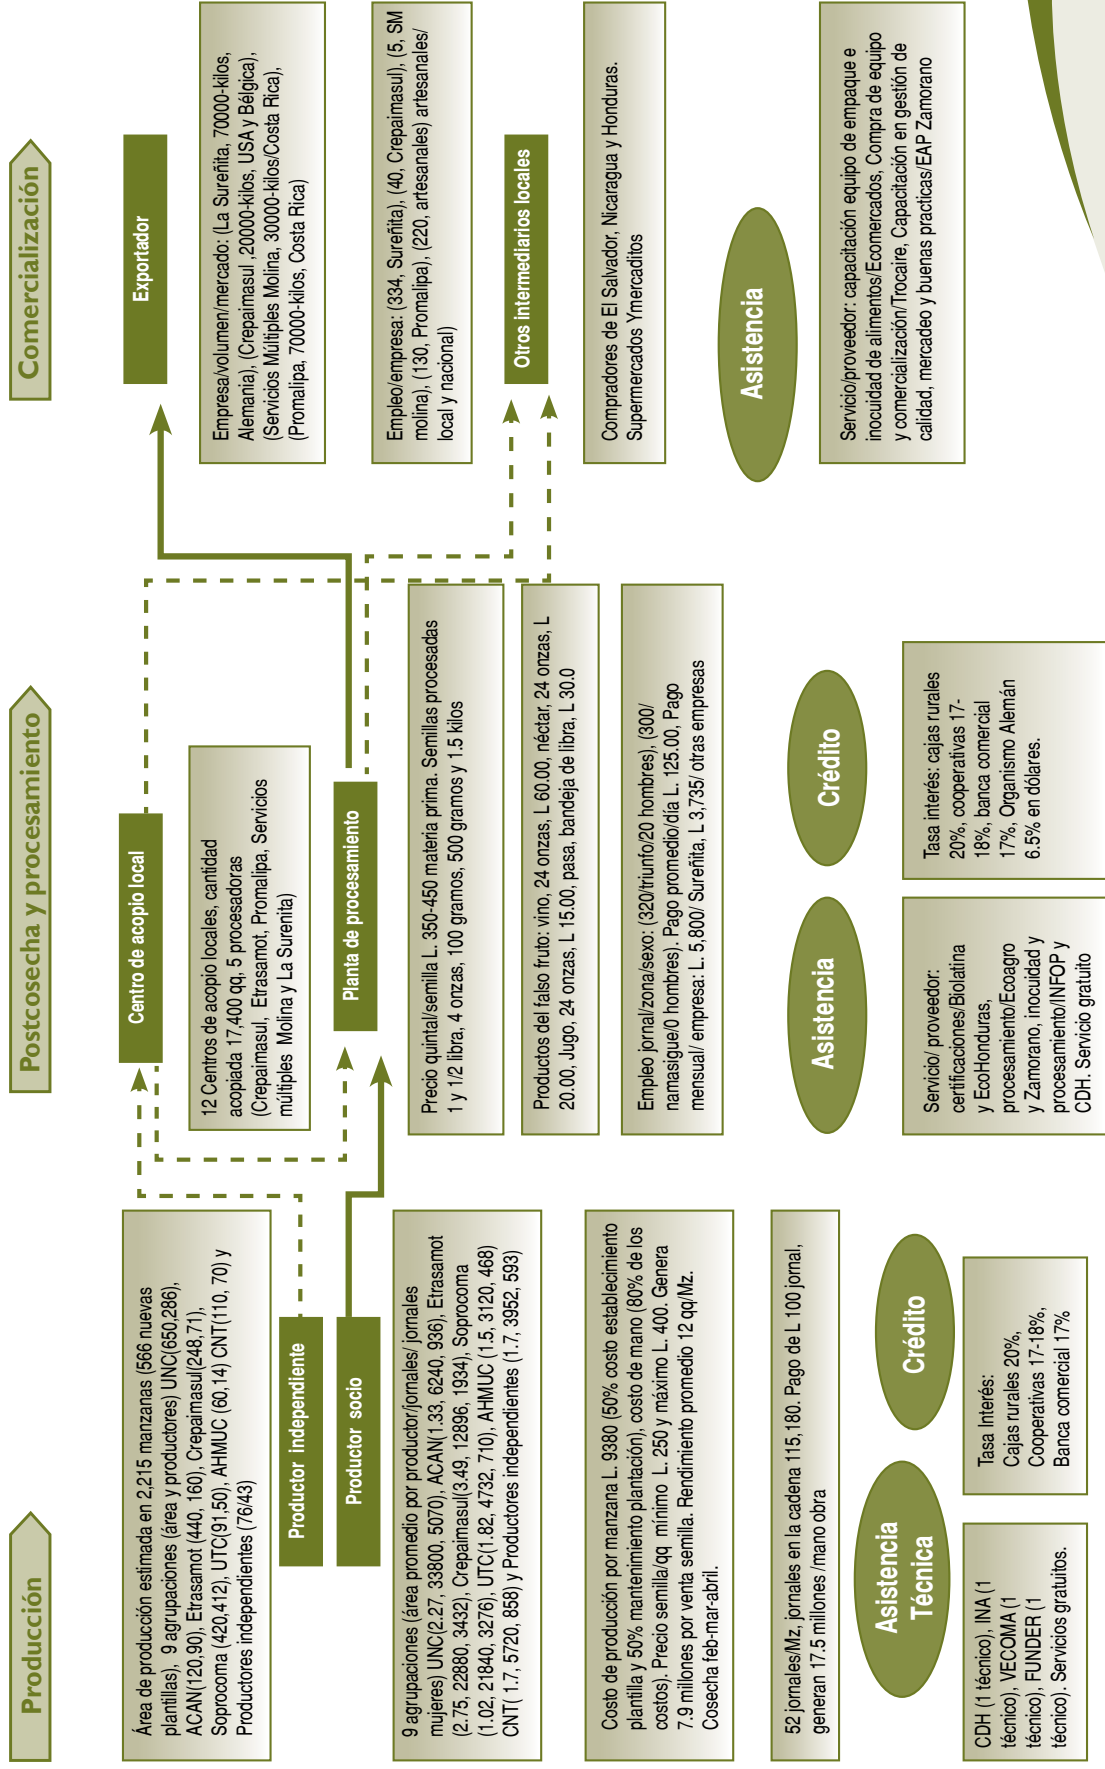 Producción
Área de producción estimada en 2,215 manzanas (566 nuevas
plantillas),  9 agrupaciones (área y productores) UNC(650,286),
ACAN(120,90), Etrasamot (440, 160), Crepaimasul(248,71),
Soprocoma (420,412), UTC(91,50), AHMUC (60,14) CNT(110, 70) y
Productores independientes (76/43)
Productor  independiente
Productor  socio
9 agrupaciones (área promedio por productor/jornales/ jornales
mujeres) UNC(2.27, 33800, 5070), ACAN(1.33, 6240, 936), Etrasamot
(2.75, 22880, 3432), Crepaimasul(3.49, 12896, 1934), Soprocoma
(1.02, 21840, 3276), UTC(1.82, 4732, 710), AHMUC (1.5, 3120, 468)
CNT( 1.7, 5720, 858) y Productores independientes (1.7, 3952, 593)
Costo de producción por manzana L. 9380 (50% costo establecimiento
plantilla y 50% mantenimiento plantación), costo de mano (80% de los
costos). Precio semilla/qq  mínimo  L. 250 y máximo L. 400. Genera
7.9 millones por venta semilla. Rendimiento promedio 12 qq/Mz.
Cosecha feb-mar-abril.
52 jornales/Mz, jornales en la cadena 115,180. Pago de L 100 jornal,
generan 17.5 millones /mano obra
Asistencia
Técnica
Crédito
CDH (1 técnico), INA (1
técnico), VECOMA (1
técnico), FUNDER (1
técnico). Servicios gratuitos.
Tasa Interés:
Cajas rurales 20%,
Cooperativas 17-18%,
Banca comercial 17%
Postcosecha y procesamiento
Centro de acopio local
12 Centros de acopio locales, cantidad
acopiada 17,400 qq, 5 procesadoras
(Crepaimasul,  Etrasamot, Promalipa, Servicios
múltiples  Molina y La Surenita)
Planta de procesamiento
Precio quintal/semilla L. 350-450 materia prima. Semillas procesadas
1 y 1/2 libra, 4 onzas, 100 gramos, 500 gramos y 1.5 kilos
Productos del falso fruto: vino, 24 onzas, L 60.00, néctar, 24 onzas, L
20.00, Jugo, 24 onzas, L 15.00, pasa, bandeja de libra, L 30.0
Empleo jornal/zona/sexo: (320/triunfo/20 hombres), (300/
namasigue/0 hombres). Pago promedio/día L. 125.00, Pago
mensual/ empresa: L. 5,800/ Sureñita, L 3,735/ otras empresas
Asistencia
Crédito
Servicio/ proveedor:
certificaciones/Biolatina
y EcoHonduras,
procesamiento/Ecoagro
y Zamorano, inocuidad y
procesamiento/INFOP y
CDH. Servicio gratuito
Tasa interés: cajas rurales
20%, cooperativas 17-
18%, banca comercial
17%, Organismo Alemán
6.5% en dólares.
Comercialización
Exportador
Empresa/volumen/mercado: (La Sureñita, 70000-kilos,
Alemania), (Crepaimasul ,20000-kilos, USA y Bélgica),
(Servicios Múltiples Molina, 30000-kilos/Costa Rica),
(Promalipa, 70000-kilos, Costa Rica)
Empleo/empresa: (334, Sureñita), (40, Crepaimasul), (5, SM
molina), (130, Promalipa), (220, artesanales) artesanales/
local y nacional)
Otros intermediarios locales
Compradores de El Salvador, Nicaragua y Honduras.
Supermercados Ymercaditos
Asistencia
Servicio/proveedor: capacitación equipo de empaque e
inocuidad de alimentos/Ecomercados, Compra de equipo
y comercialización/Trocaire, Capacitación en gestión de
calidad, mercadeo y buenas practicas/EAP Zamorano